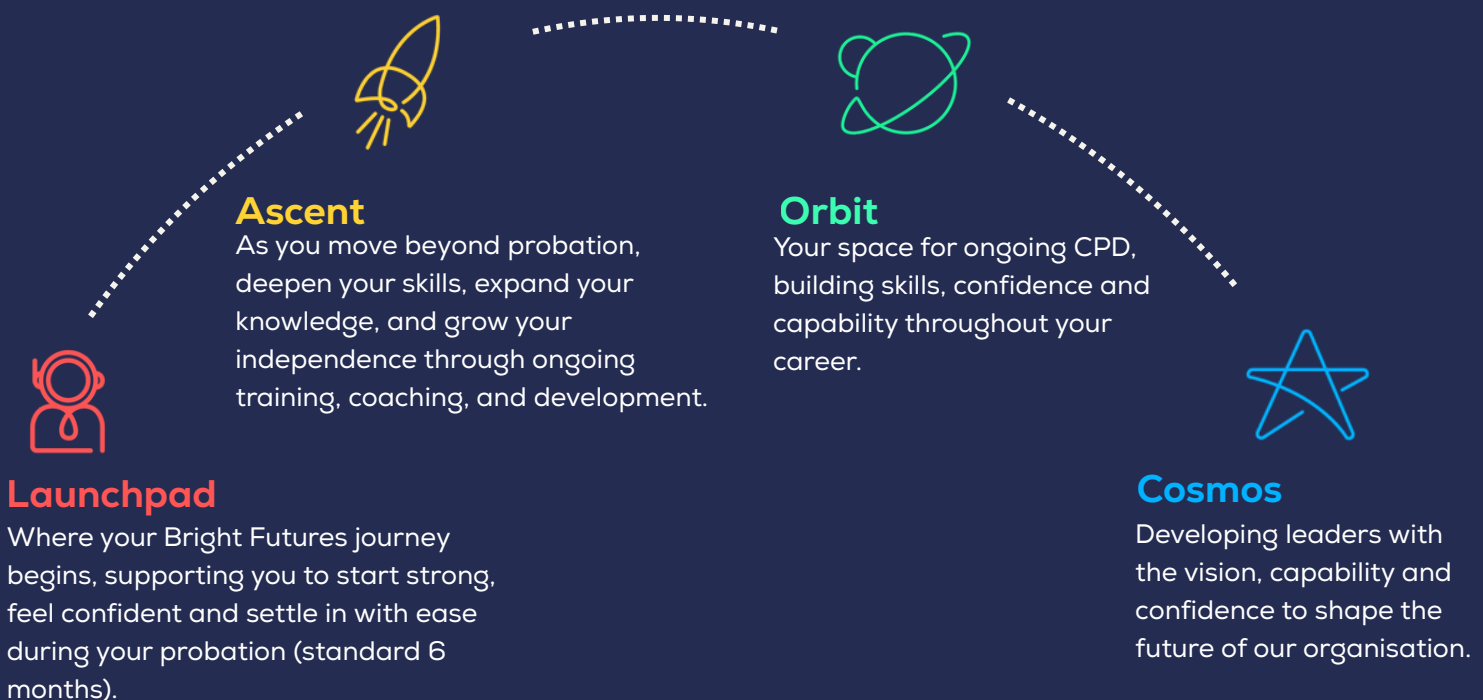 Ascent
As you move beyond probation,
deepen your skills, expand your
knowledge, and grow your
independence through ongoing
training, coaching, and development.
Orbit
Your space for ongoing CPD,
building skills, confidence and
capability throughout your
career.
Launchpad
Where your Bright Futures journey
begins, supporting you to start strong,
feel confident and settle in with ease
during your probation (standard 6
months).
Cosmos
Developing leaders with
the vision, capability and
confidence to shape the
future of our organisation.